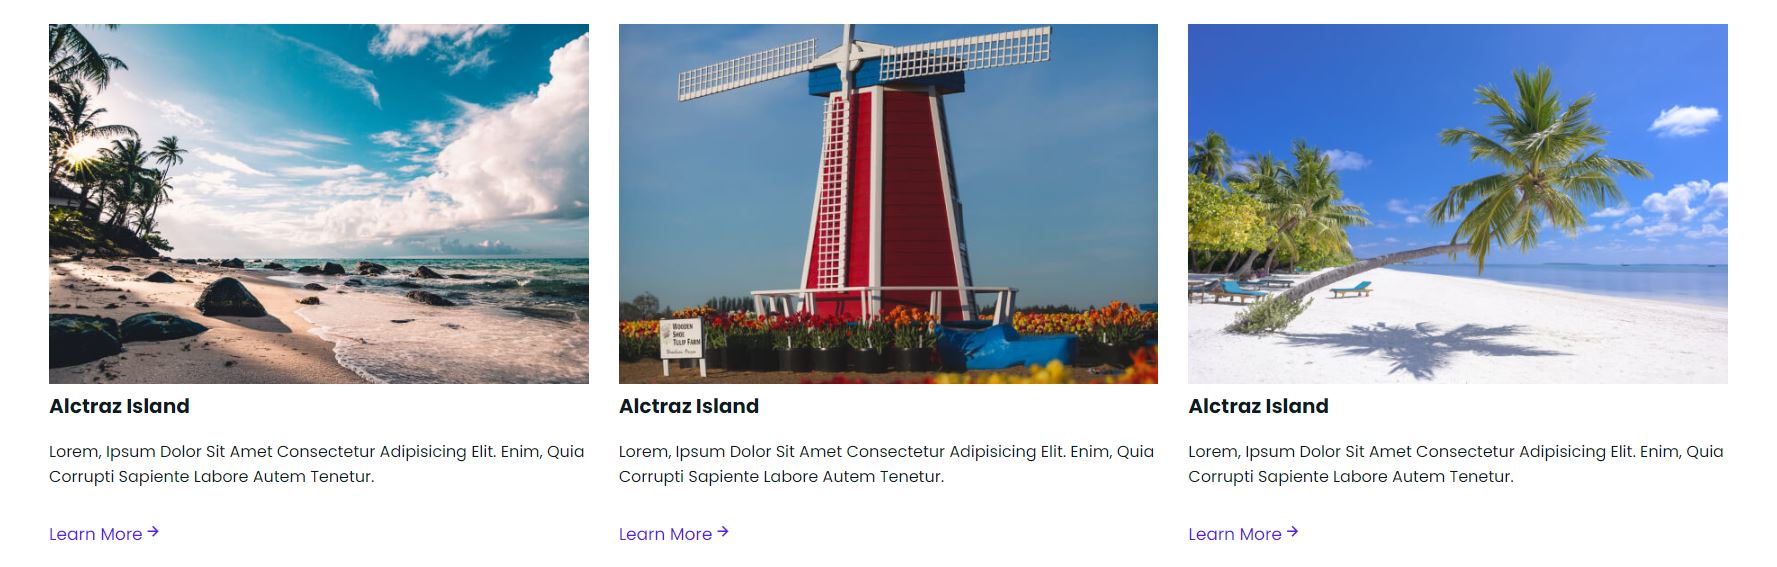 WOODEN
SHOE
TULIP FARM
Alctraz Island
Lorem, Ipsum Dolor Sit Amet Consectetur Adipisicing Elit. Enim, Quia
Corrupti Sapiente Labore Autem Tenetur.
Learn More →
Alctraz Island
Lorem, Ipsum Dolor Sit Amet Consectetur Adipisicing Elit. Enim, Quia
Corrupti Sapiente Labore Autem Tenetur.
Learn More →
Alctraz Island
Lorem, Ipsum Dolor Sit Amet Consectetur Adipisicing Elit. Enim, Quia
Corrupti Sapiente Labore Autem Tenetur.
Learn More →